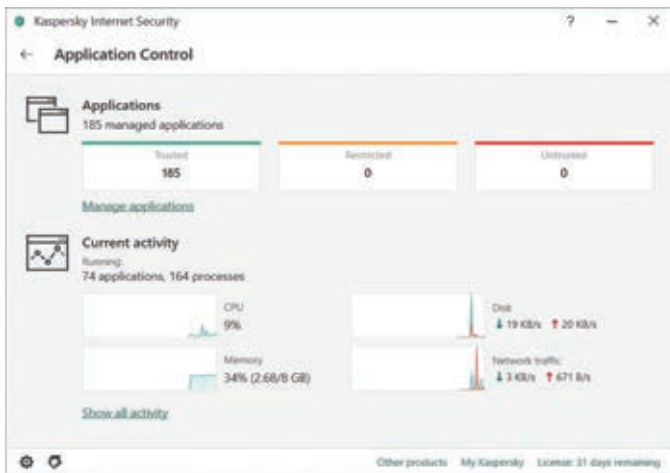 Kaspersky Internet Security ? — ✕
← Application Control
Applications
185 managed applications
Trusted Restricted Untrusted
185 0 0
Manage applications
Current activity
Running:
74 applications, 164 processes
CPU
9%
Disk
↓ 19 KB/s ↑ 20 KB/s
Memory
34% (2.68/8 GB)
Network traffic
↓ 3 KB/s ↑ 671 B/s
Show all activity
Other products My Kaspersky License: 31 days remaining